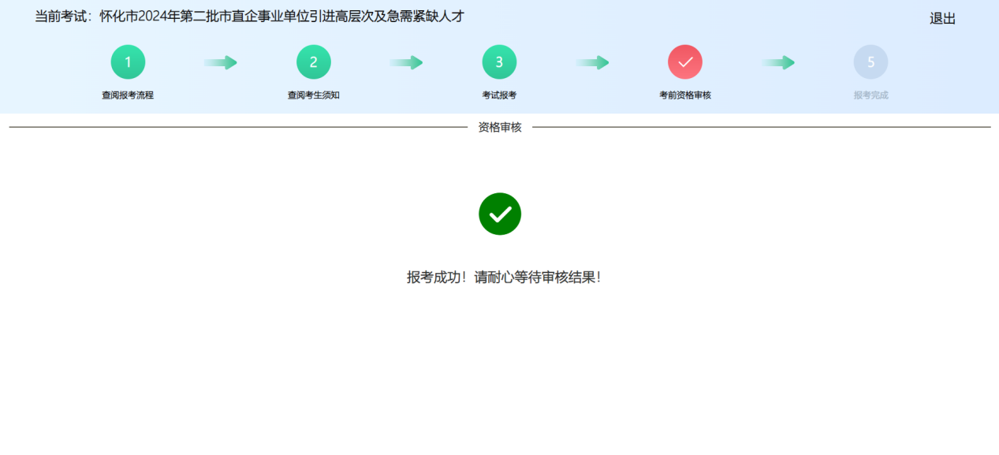 当前考试：怀化市2024年第二批市直企事业单位引进高层次及急需紧缺人才
退出
1
2
3
5
查阅报考流程
查阅考生须知
考试报考
考前资格审核
报考完成
资格审核
报考成功！请耐心等待审核结果！